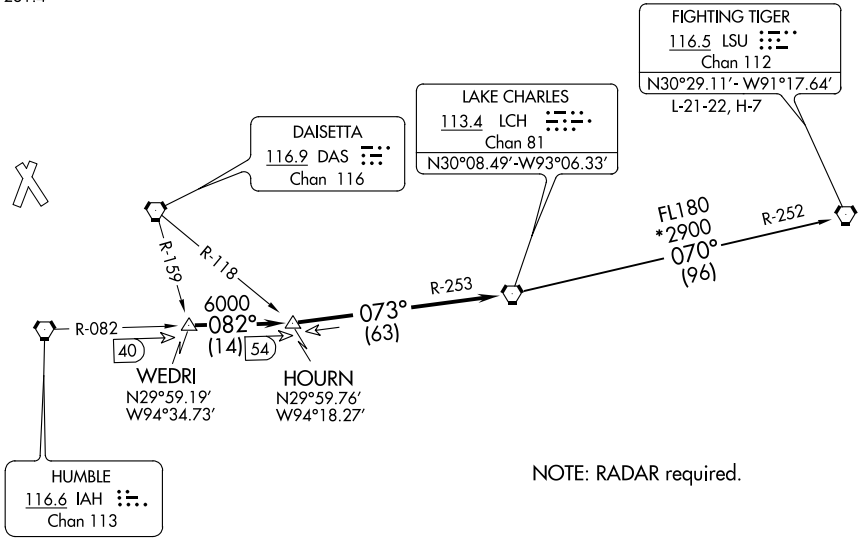 FIGHTING TIGER
116.5 LSU
Chan 112
N30°29.11′- W91°17.64′
L-21-22, H-7
LAKE CHARLES
113.4 LCH
Chan 81
N30°08.49′-W93°06.33′
DAISETTA
116.9 DAS
Chan 116
FL180
*2900
070°
(96)
R-252
R-159
R-118
R-253
073°
(63)
6000
082°
(14)
R-082
40
54
WEDRI
N29°59.19′
W94°34.73′
HOURN
N29°59.76′
W94°18.27′
HUMBLE
116.6 IAH
Chan 113
NOTE: RADAR required.